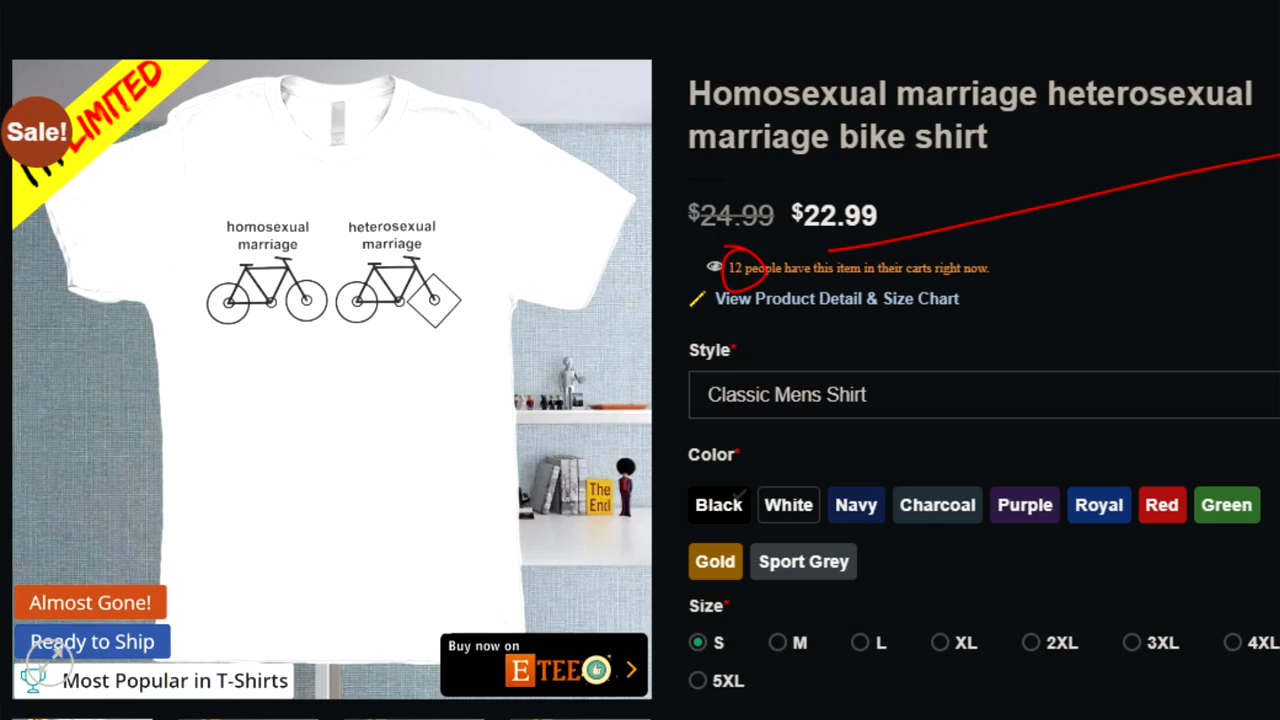 LIMITED
Sale!
homosexual
marriage
heterosexual
marriage
The
End
Almost Gone!
Ready to Ship
Most Popular in T-Shirts
Buy now on
ETEEO
Homosexual marriage heterosexual
marriage bike shirt
$24.99 $22.99
12 people have this item in their carts right now.
View Product Detail & Size Chart
Style*
Classic Mens Shirt
Color*
Black White Navy Charcoal Purple Royal Red Green
Gold Sport Grey
Size*
S M L XL 2XL 3XL 4XL
5XL